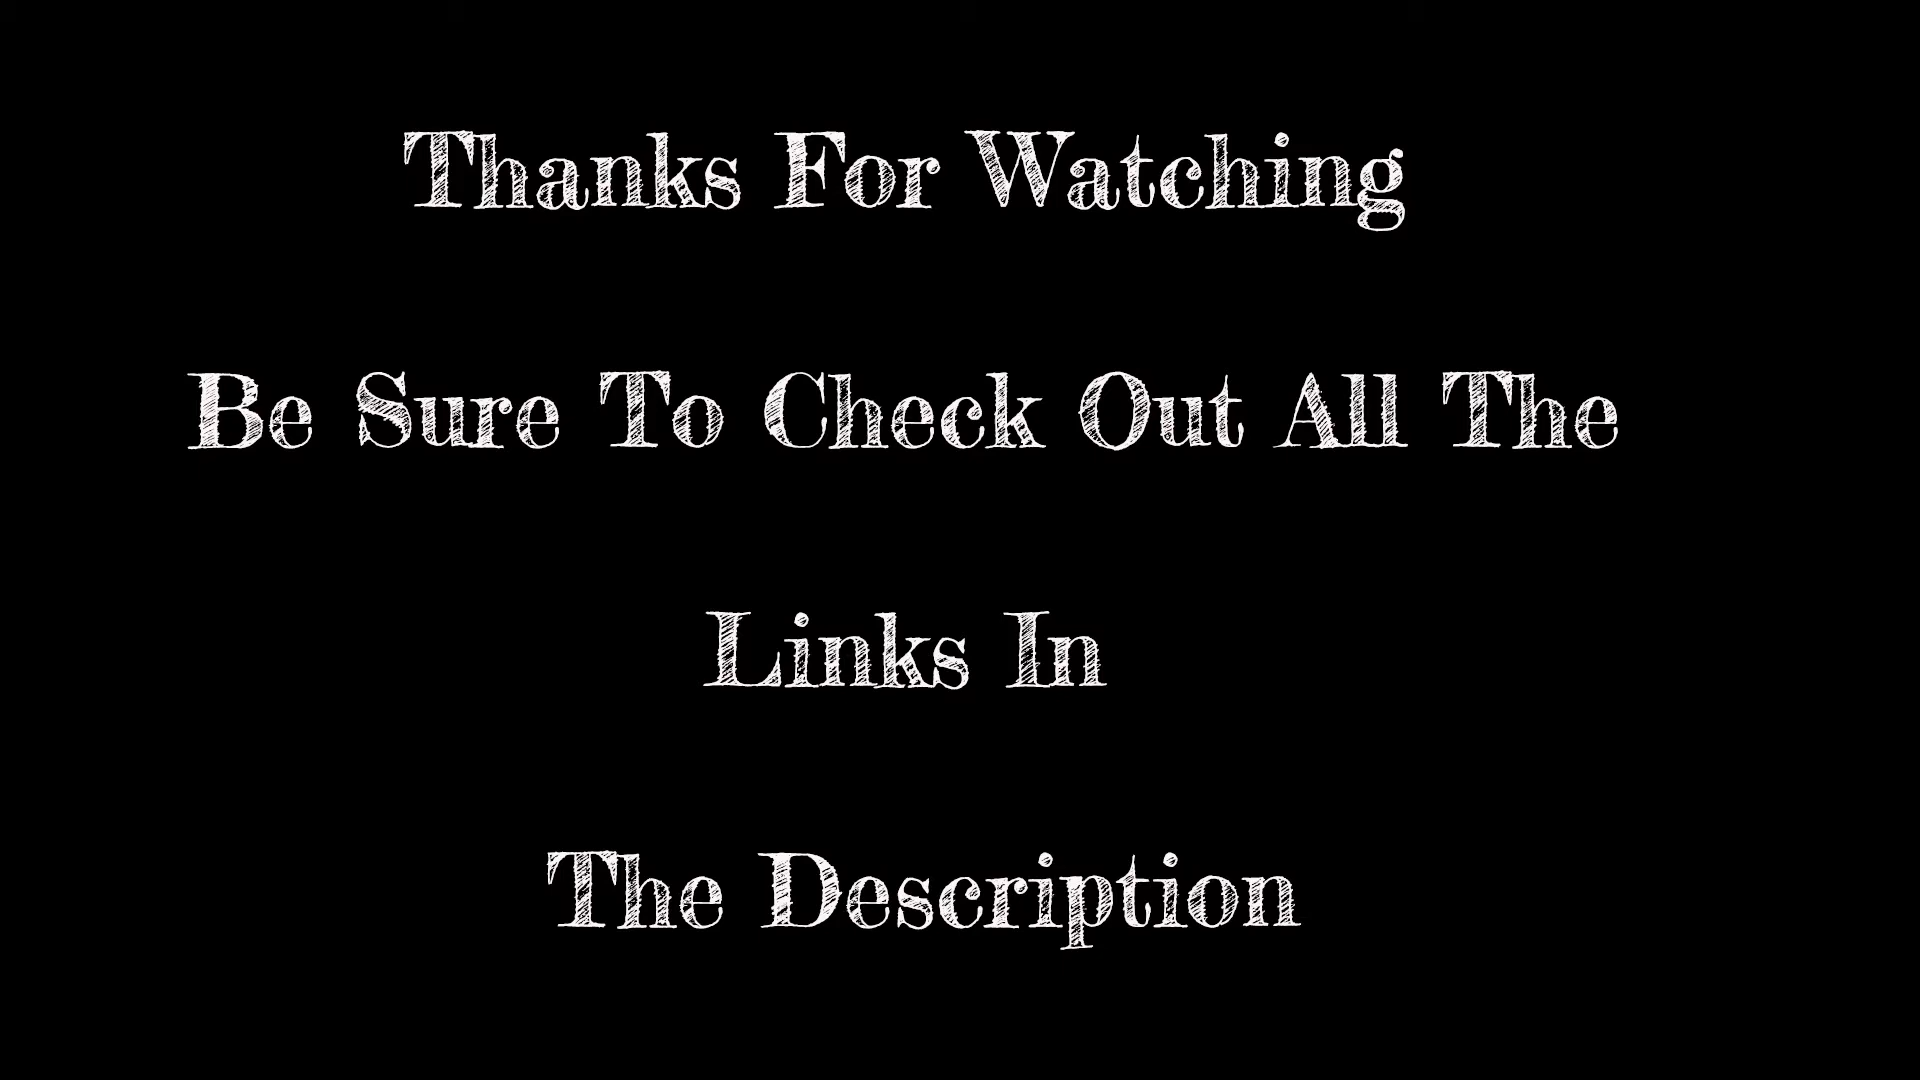 Thanks For Watching
Be Sure To Check Out All The
Links In
The Description